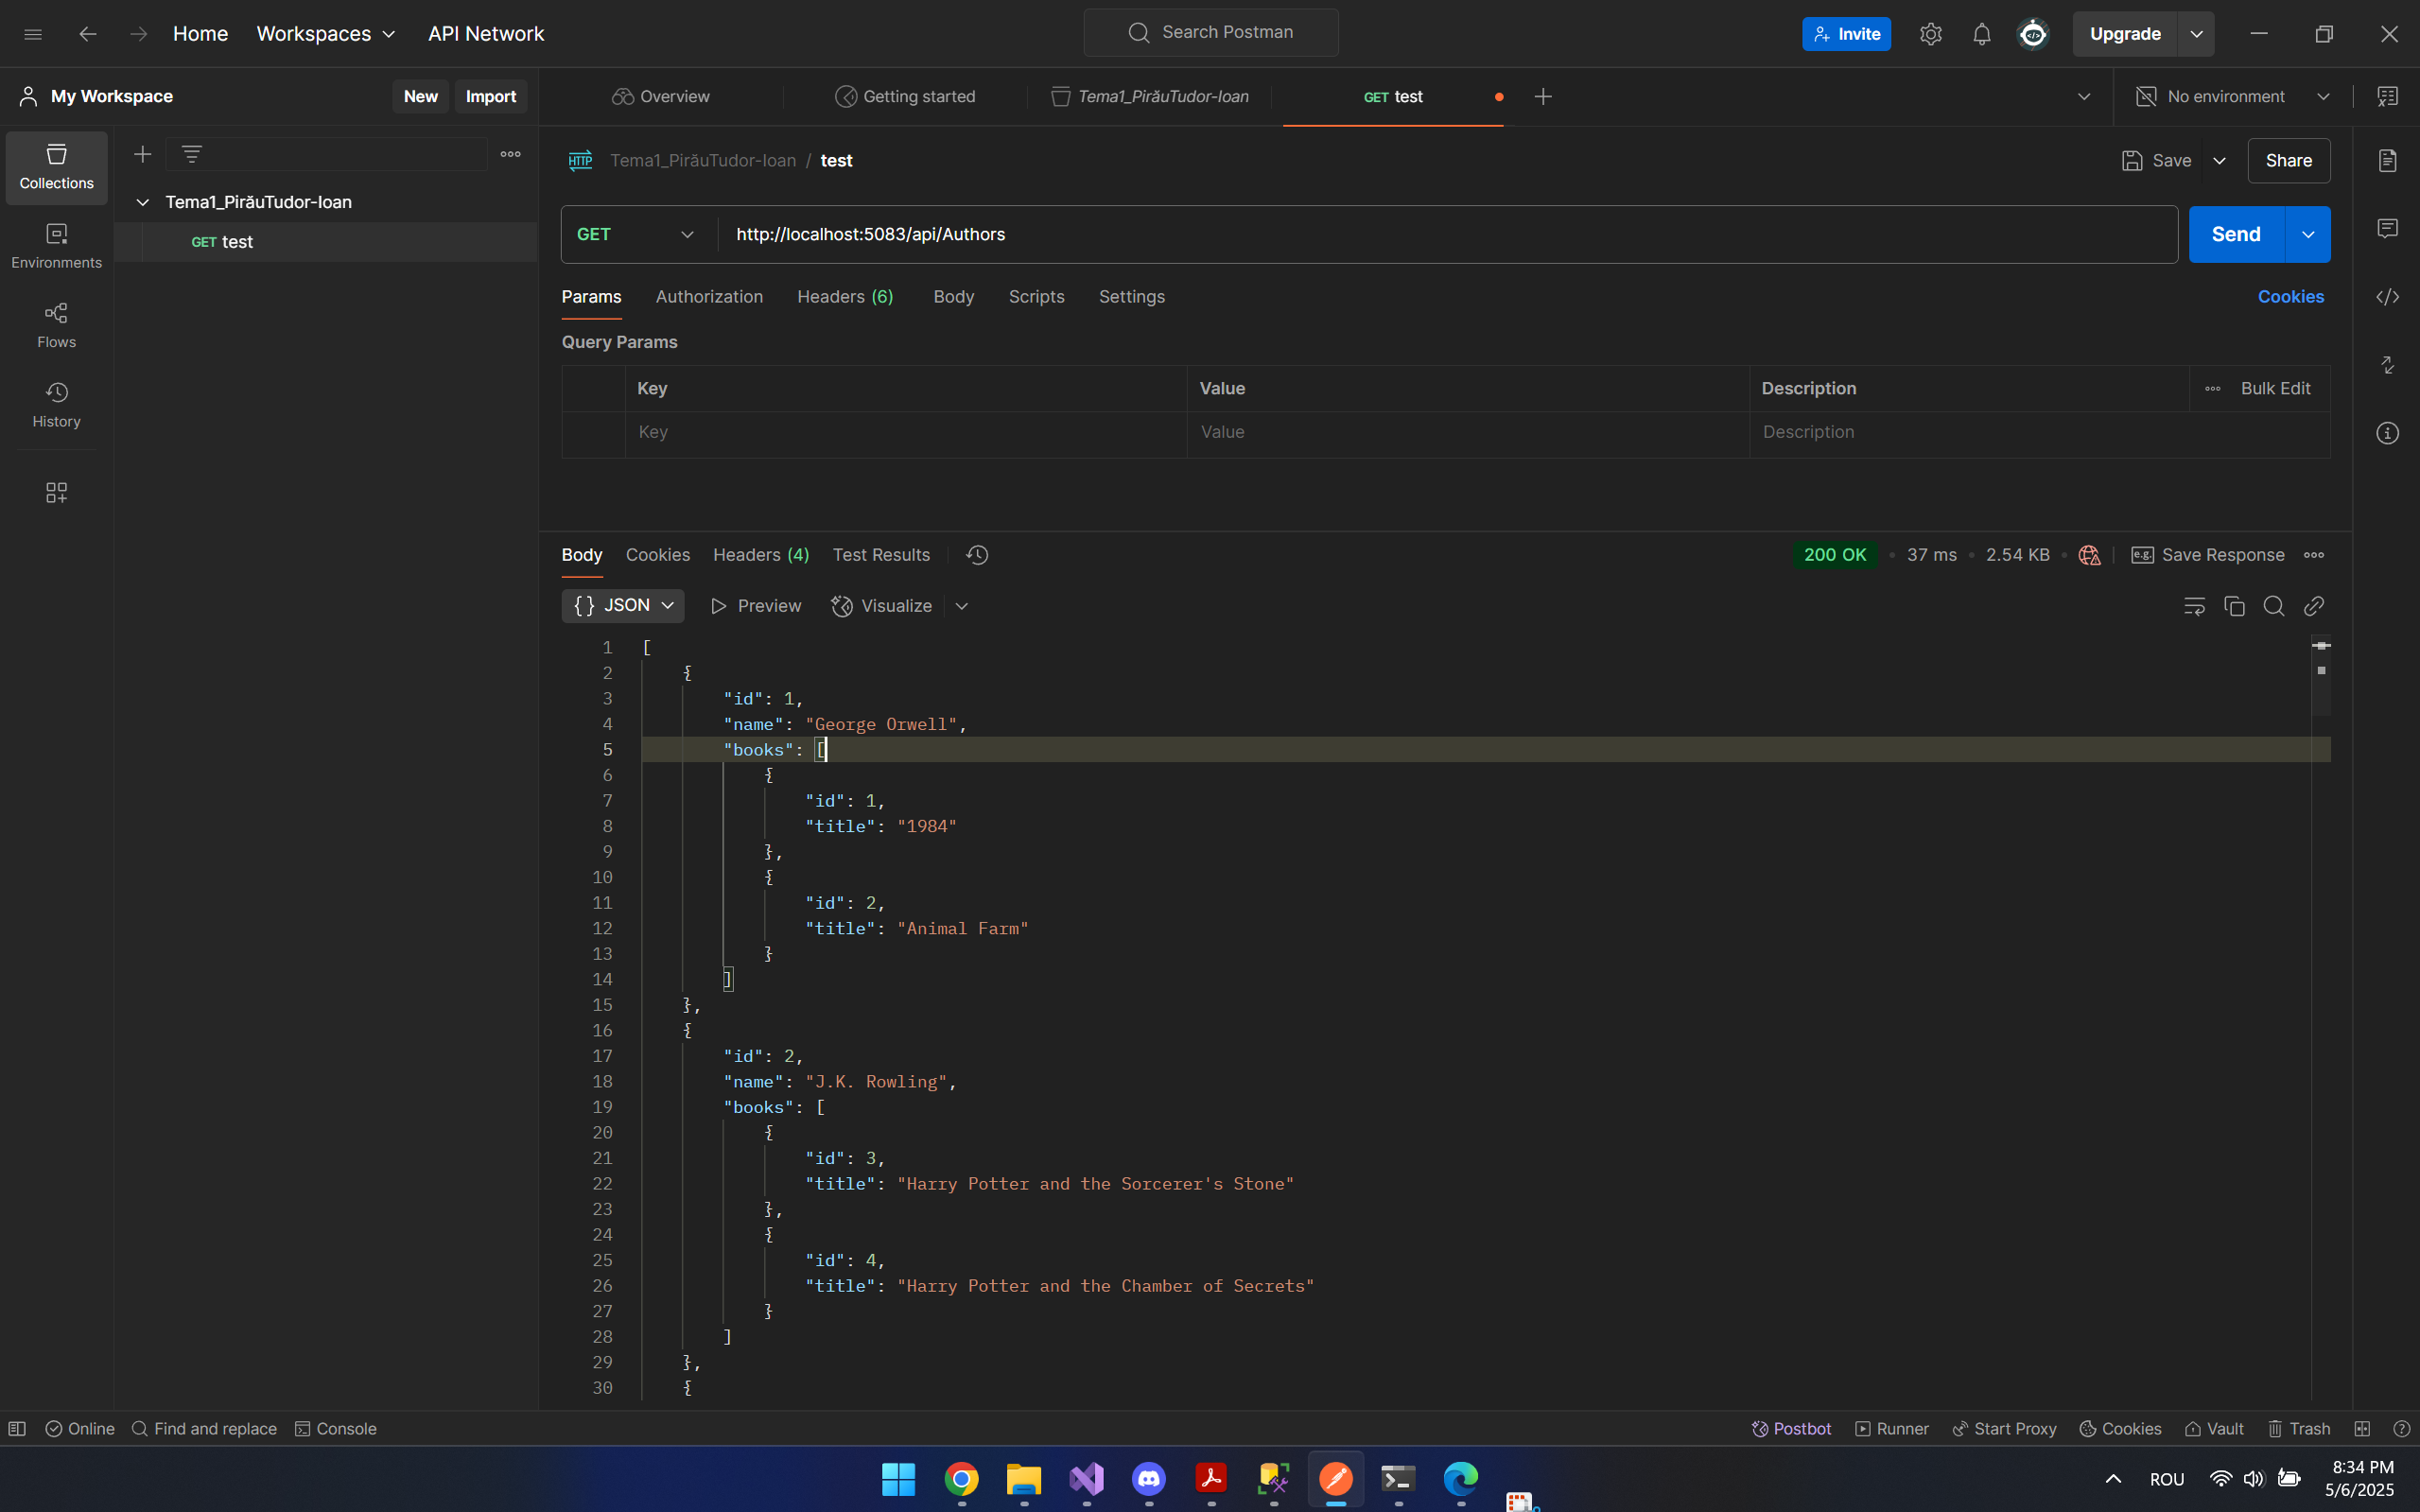 Home Workspaces API Network Search Postman Invite Upgrade
My Workspace New Import Overview Getting started Tema1_PirăuTudor-Ioan GET test No environment
Collections
Environments
Flows
History
Tema1_PirăuTudor-Ioan
GET test
HTTP Tema1_PirăuTudor-Ioan / test Save Share
GET http://localhost:5083/api/Authors Send
Params Authorization Headers (6) Body Scripts Settings Cookies
Query Params
Key Value Description Bulk Edit
Key Value Description
Body Cookies Headers (4) Test Results 200 OK • 37 ms • 2.54 KB • e.g. Save Response
{} JSON Preview Visualize
1 [
2 {
3 "id": 1,
4 "name": "George Orwell",
5 "books": [
6 {
7 "id": 1,
8 "title": "1984"
9 },
10 {
11 "id": 2,
12 "title": "Animal Farm"
13 }
14 ]
15 },
16 {
17 "id": 2,
18 "name": "J.K. Rowling",
19 "books": [
20 {
21 "id": 3,
22 "title": "Harry Potter and the Sorcerer's Stone"
23 },
24 {
25 "id": 4,
26 "title": "Harry Potter and the Chamber of Secrets"
27 }
28 ]
29 },
30 {
Online Find and replace Console Postbot Runner Start Proxy Cookies Vault Trash
ROU 8:34 PM
5/6/2025